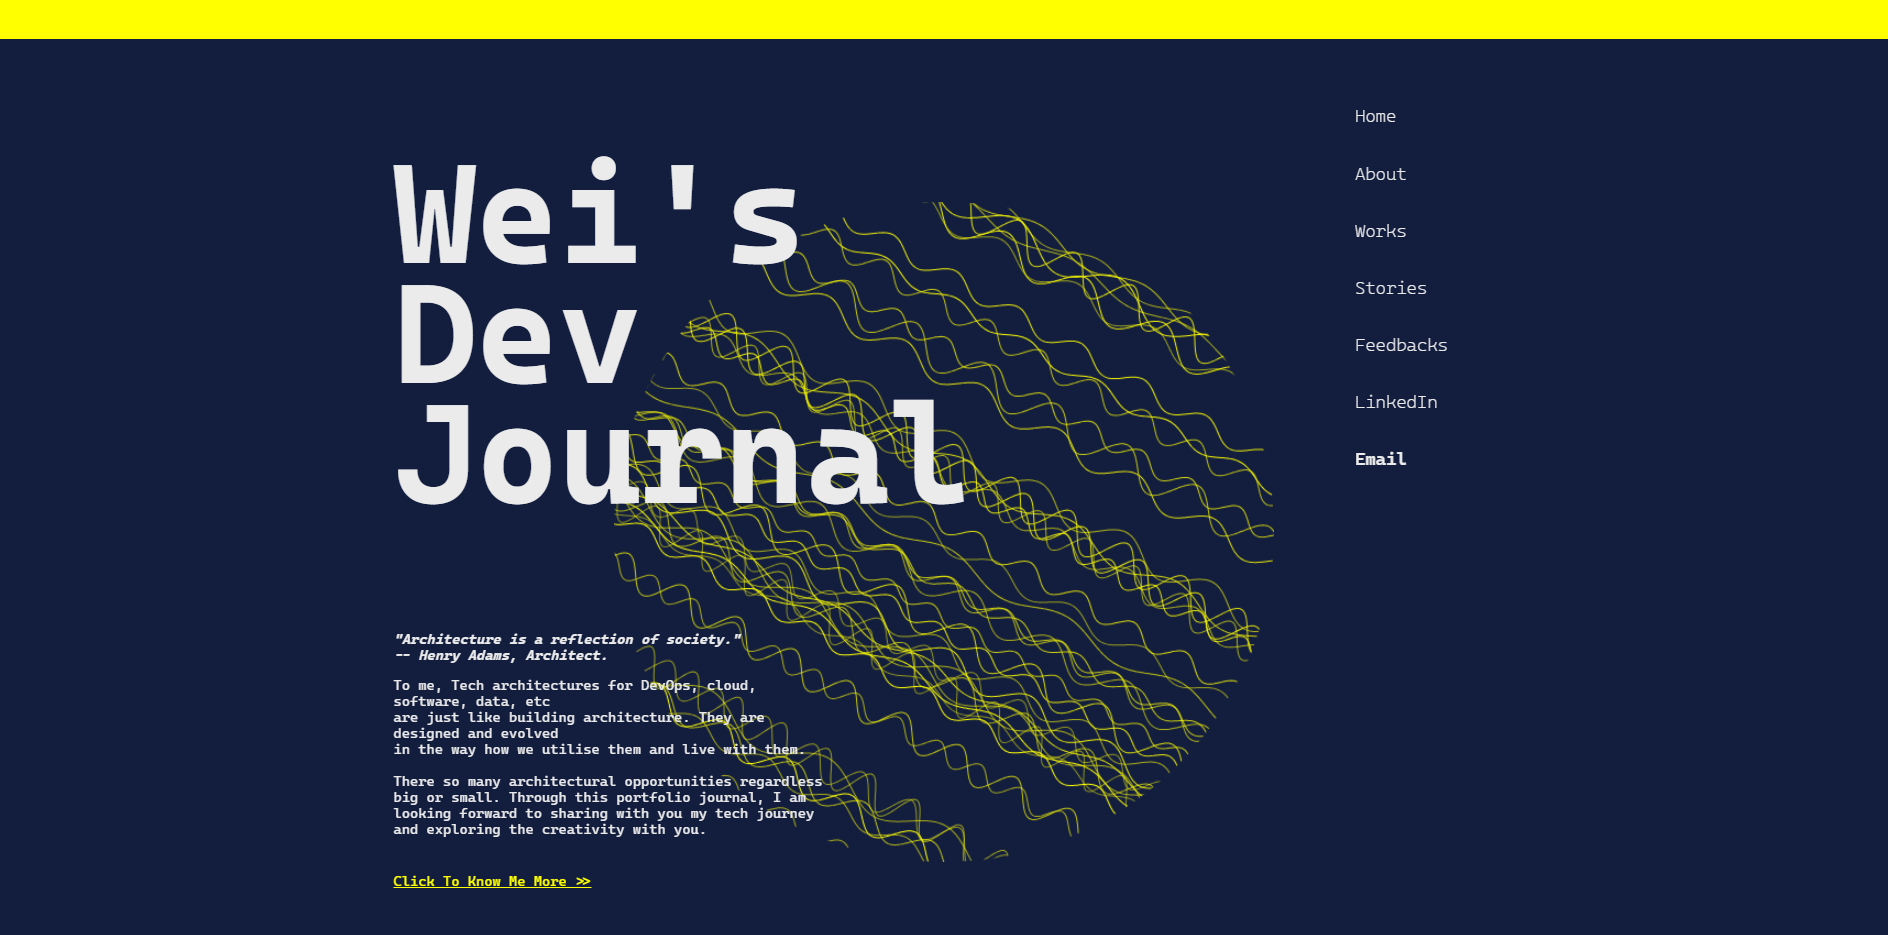 Wei's
Dev
Journal
"Architecture is a reflection of society."
-- Henry Adams, Architect.
To me, Tech architectures for DevOps, cloud,
software, data, etc
are just like building architecture. They are
designed and evolved
in the way how we utilise them and live with them.
There so many architectural opportunities regardless
big or small. Through this portfolio journal, I am
looking forward to sharing with you my tech journey
and exploring the creativity with you.
Click To Know Me More >>
Home
About
Works
Stories
Feedbacks
LinkedIn
Email